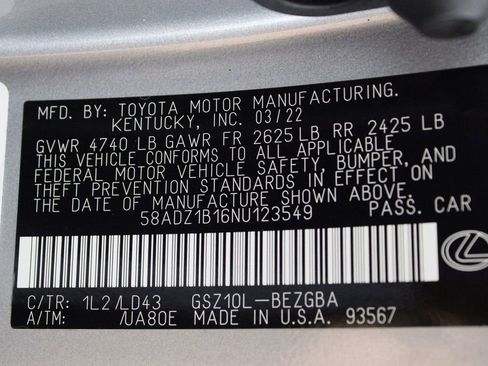 MFD. BY: TOYOTA MOTOR MANUFACTURING.
KENTUCKY, INC. 03/22
GVWR 4740 LB GAWR FR 2625 LB RR 2425 LB
THIS VEHICLE CONFORMS TO ALL APPLICABLE
FEDERAL MOTOR VEHICLE SAFETY, BUMPER, AND
THEFT PREVENTION STANDARDS IN EFFECT ON
THE DATE OF MANUFACTURE SHOWN ABOVE.
58ADZ1B16NU123549 PASS. CAR
C/TR: 1L2/LD43 GSZ10L-BEZGBA
A/TM: /UA80E MADE IN U.S.A. 93567